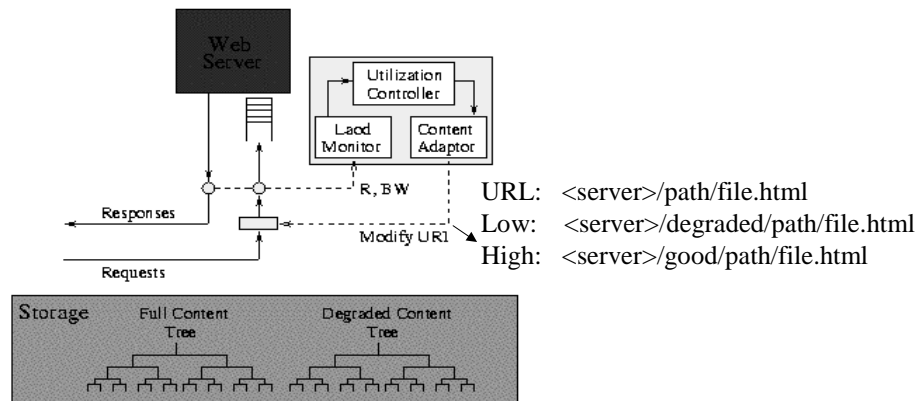 Web
Server
Utilization
Controller
Laod
Monitor
Content
Adaptor
R, BW
Responses
Modify URl
Requests
URL: <server>/path/file.html
Low: <server>/degraded/path/file.html
High: <server>/good/path/file.html
Storage
Full Content
Tree
Degraded Content
Tree